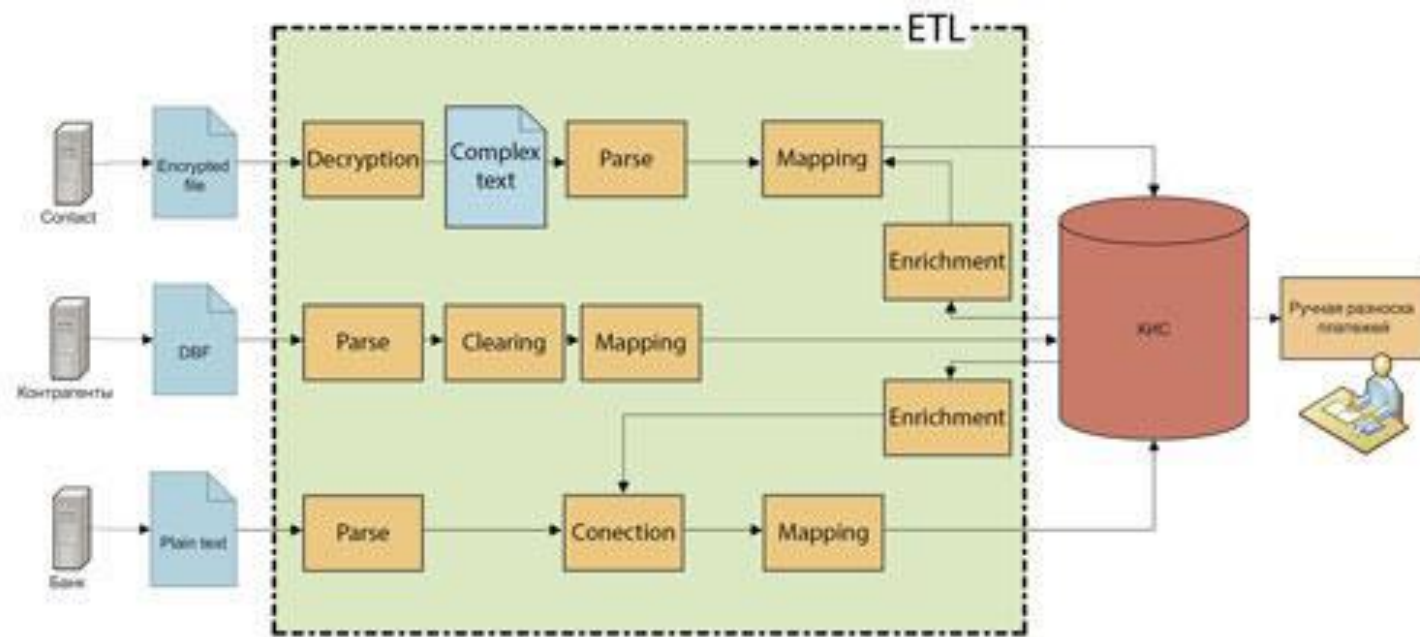 ETL
Encrypted
file
Decryption
Complex
text
Parse
Mapping
Contact
Enrichment
DBF
Parse
Clearing
Mapping
КИС
Ручная разноска
платежей
Контрагенты
Enrichment
Plain text
Parse
Conection
Mapping
Банк